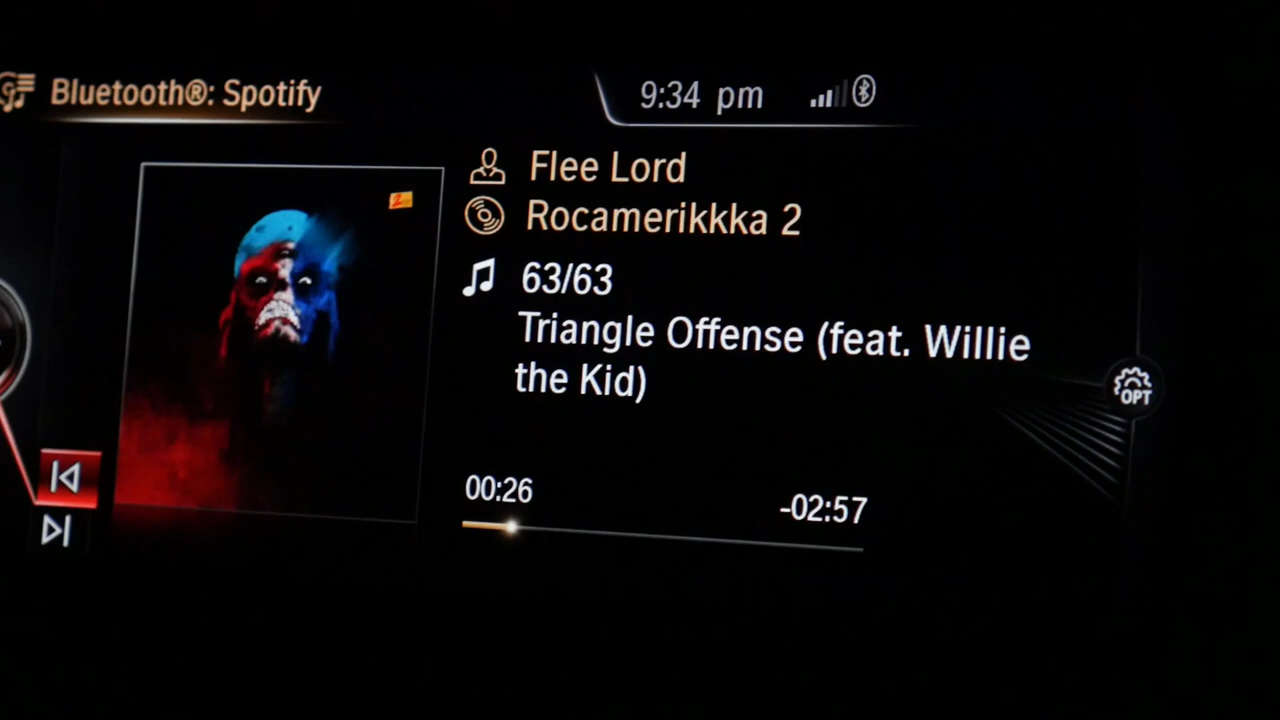 Bluetooth®: Spotify
9:34 pm
Flee Lord
Rocamerikkka 2
63/63
Triangle Offense (feat. Willie
the Kid)
OPT
00:26
-02:57